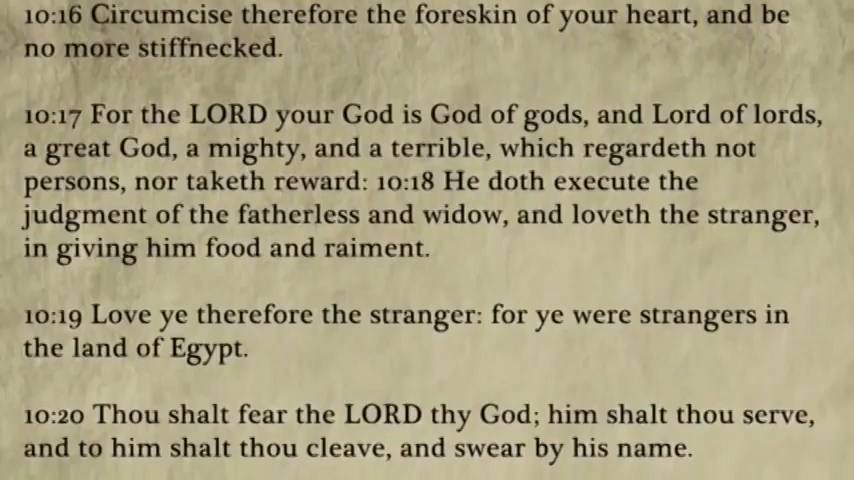 10:16 Circumcise therefore the foreskin of your heart, and be
no more stiffnecked.
10:17 For the LORD your God is God of gods, and Lord of lords,
a great God, a mighty, and a terrible, which regardeth not
persons, nor taketh reward: 10:18 He doth execute the
judgment of the fatherless and widow, and loveth the stranger,
in giving him food and raiment.
10:19 Love ye therefore the stranger: for ye were strangers in
the land of Egypt.
10:20 Thou shalt fear the LORD thy God; him shalt thou serve,
and to him shalt thou cleave, and swear by his name.